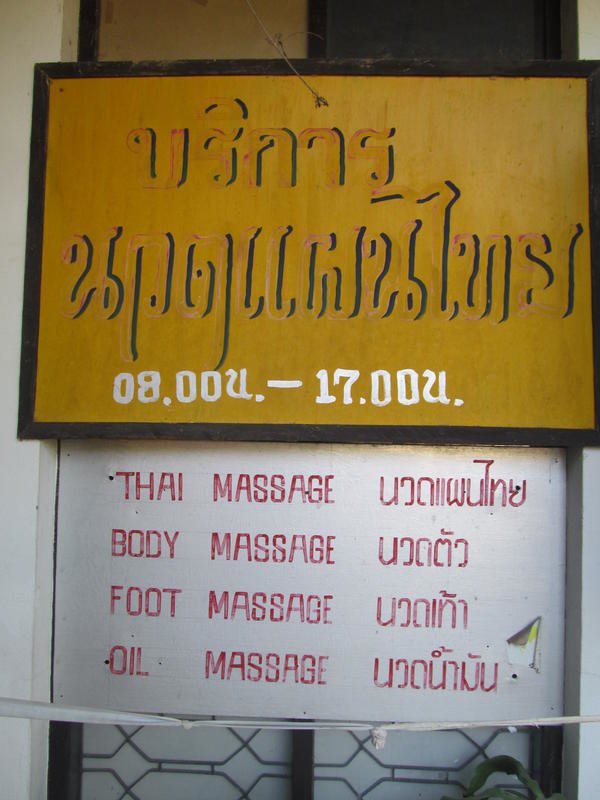 บริการ
นวดแผนไทย
08.00น.– 17.00น.
THAI MASSAGE นวดแผนไทย
BODY MASSAGE นวดตัว
FOOT MASSAGE นวดเท้า
OIL MASSAGE นวดน้ำมัน